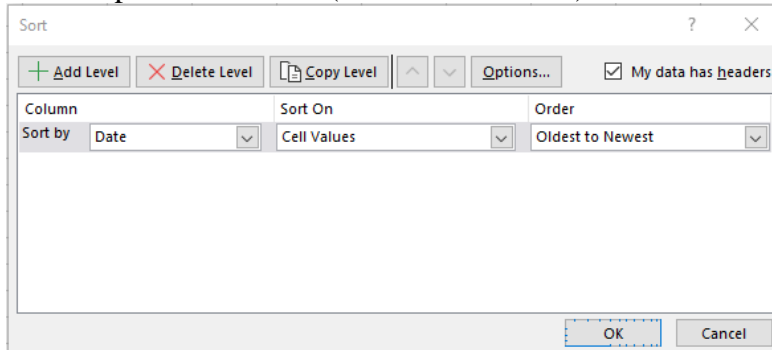 Sort ?
Add Level Delete Level Copy Level Options... My data has headers
Column Sort On Order
Sort by Date Cell Values Oldest to Newest
OK Cancel